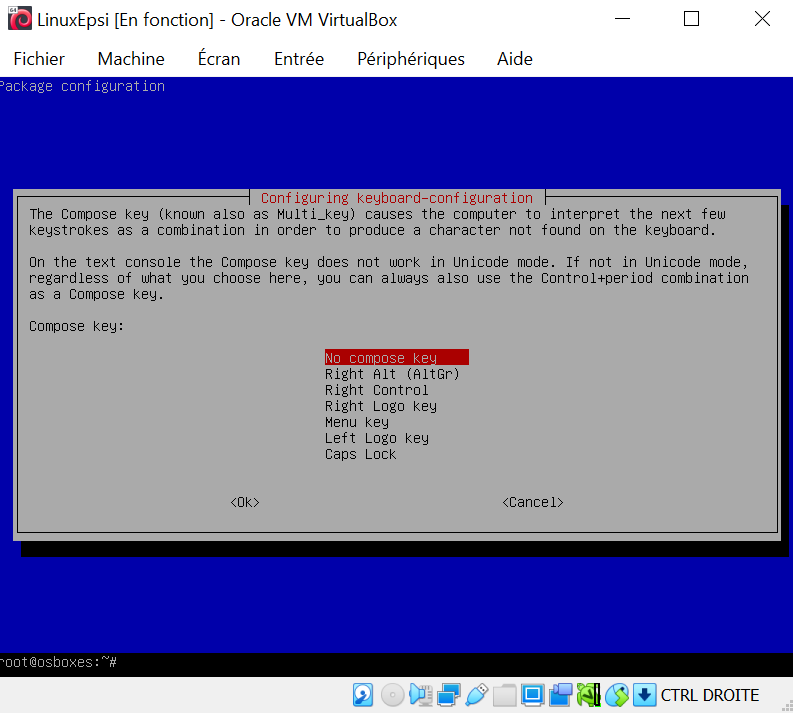 LinuxEpsi [En fonction] - Oracle VM VirtualBox
Fichier Machine Écran Entrée Périphériques Aide
Package configuration
Configuring keyboard-configuration
The Compose key (known also as Multi_key) causes the computer to interpret the next few
keystrokes as a combination in order to produce a character not found on the keyboard.
On the text console the Compose key does not work in Unicode mode. If not in Unicode mode,
regardless of what you choose here, you can always also use the Control+period combination
as a Compose key.
Compose key:
No compose key
Right Alt (AltGr)
Right Control
Right Logo key
Menu key
Left Logo key
Caps Lock
<Ok> <Cancel>
root@osboxes:~#
CTRL DROITE